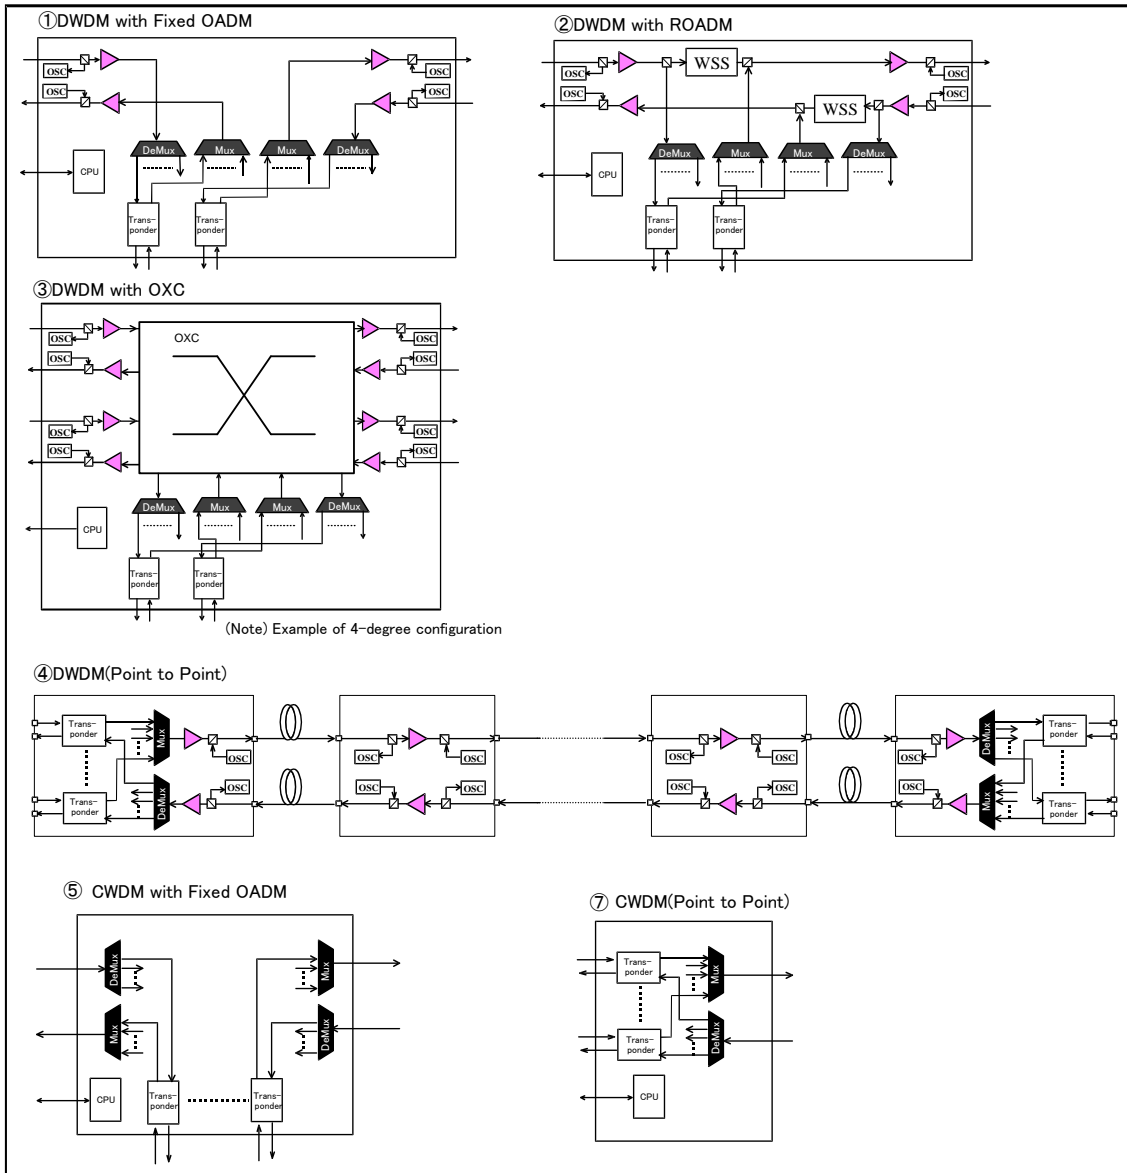 ①DWDM with Fixed OADM
OSC
OSC
OSC
OSC
DeMux
Mux
Mux
DeMux
CPU
Trans-
ponder
Trans-
ponder
②DWDM with ROADM
WSS
OSC
OSC
OSC
OSC
WSS
DeMux
Mux
Mux
DeMux
CPU
Trans-
ponder
Trans-
ponder
③DWDM with OXC
OXC
OSC
OSC
OSC
OSC
OSC
OSC
OSC
OSC
DeMux
Mux
Mux
DeMux
CPU
Trans-
ponder
Trans-
ponder
(Note) Example of 4-degree configuration
④DWDM(Point to Point)
Trans-
ponder
Mux
OSC
OSC
DeMux
Trans-
ponder
OSC
OSC
OSC
OSC
OSC
OSC
OSC
OSC
OSC
OSC
DeMux
Mux
Trans-
ponder
Trans-
ponder
⑤ CWDM with Fixed OADM
DeMux
Mux
Mux
DeMux
CPU
Trans-
ponder
Trans-
ponder
⑦ CWDM(Point to Point)
Trans-
ponder
Mux
Trans-
ponder
DeMux
CPU